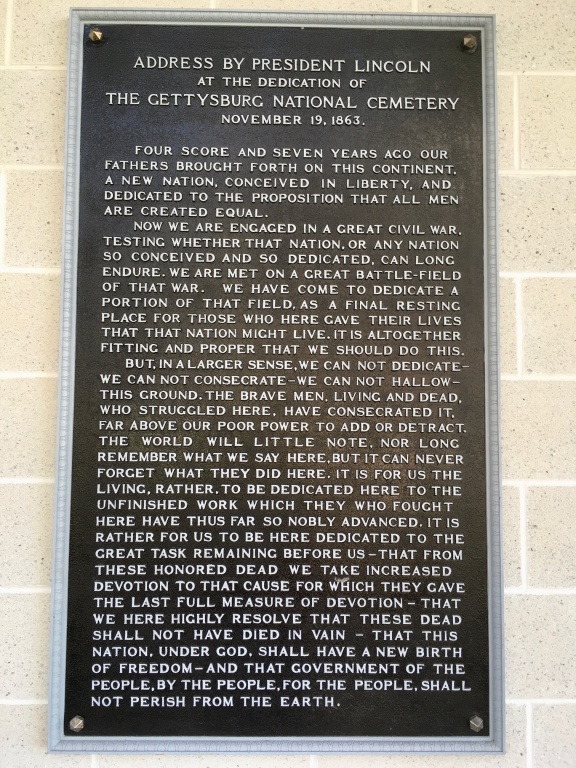 ADDRESS BY PRESIDENT LINCOLN
AT THE DEDICATION OF
THE GETTYSBURG NATIONAL CEMETERY
NOVEMBER 19, 1863.
FOUR SCORE AND SEVEN YEARS AGO OUR
FATHERS BROUGHT FORTH ON THIS CONTINENT,
A NEW NATION, CONCEIVED IN LIBERTY, AND
DEDICATED TO THE PROPOSITION THAT ALL MEN
ARE CREATED EQUAL.
NOW WE ARE ENGAGED IN A GREAT CIVIL WAR,
TESTING WHETHER THAT NATION, OR ANY NATION
SO CONCEIVED AND SO DEDICATED, CAN LONG
ENDURE. WE ARE MET ON A GREAT BATTLE-FIELD
OF THAT WAR. WE HAVE COME TO DEDICATE A
PORTION OF THAT FIELD, AS A FINAL RESTING
PLACE FOR THOSE WHO HERE GAVE THEIR LIVES
THAT THAT NATION MIGHT LIVE. IT IS ALTOGETHER
FITTING AND PROPER THAT WE SHOULD DO THIS.
BUT, IN A LARGER SENSE, WE CAN NOT DEDICATE-
WE CAN NOT CONSECRATE-WE CAN NOT HALLOW-
THIS GROUND. THE BRAVE MEN, LIVING AND DEAD,
WHO STRUGGLED HERE, HAVE CONSECRATED IT,
FAR ABOVE OUR POOR POWER TO ADD OR DETRACT.
THE WORLD WILL LITTLE NOTE, NOR LONG
REMEMBER WHAT WE SAY HERE, BUT IT CAN NEVER
FORGET WHAT THEY DID HERE. IT IS FOR US THE
LIVING, RATHER, TO BE DEDICATED HERE TO THE
UNFINISHED WORK WHICH THEY WHO FOUGHT
HERE HAVE THUS FAR SO NOBLY ADVANCED. IT IS
RATHER FOR US TO BE HERE DEDICATED TO THE
GREAT TASK REMAINING BEFORE US-THAT FROM
THESE HONORED DEAD WE TAKE INCREASED
DEVOTION TO THAT CAUSE FOR WHICH THEY GAVE
THE LAST FULL MEASURE OF DEVOTION - THAT
WE HERE HIGHLY RESOLVE THAT THESE DEAD
SHALL NOT HAVE DIED IN VAIN - THAT THIS
NATION, UNDER GOD, SHALL HAVE A NEW BIRTH
OF FREEDOM-AND THAT GOVERNMENT OF THE
PEOPLE, BY THE PEOPLE, FOR THE PEOPLE, SHALL
NOT PERISH FROM THE EARTH.